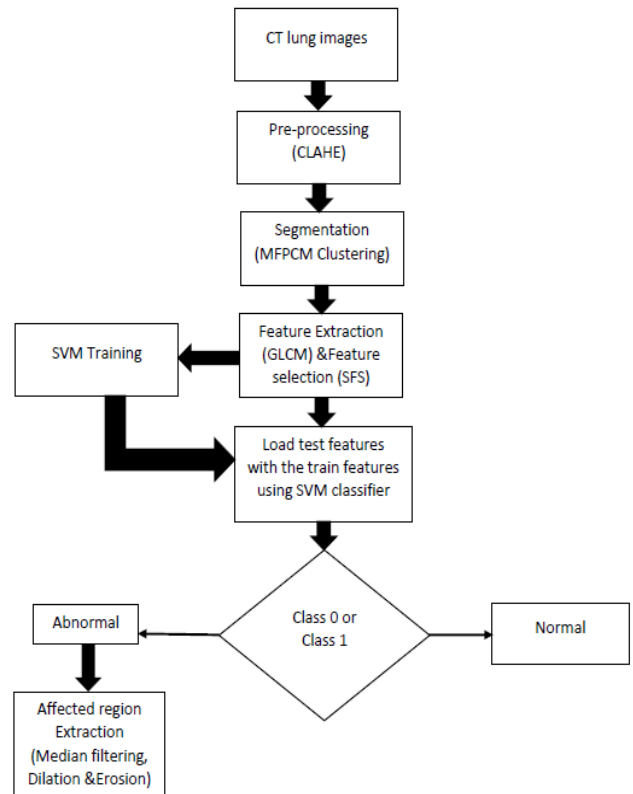 CT lung images
Pre-processing
(CLAHE)
Segmentation
(MFPCM Clustering)
Feature Extraction
(GLCM) &Feature
selection (SFS)
SVM Training
Load test features
with the train features
using SVM classifier
Class 0 or
Class 1
Abnormal
Normal
Affected region
Extraction
(Median filtering,
Dilation &Erosion)